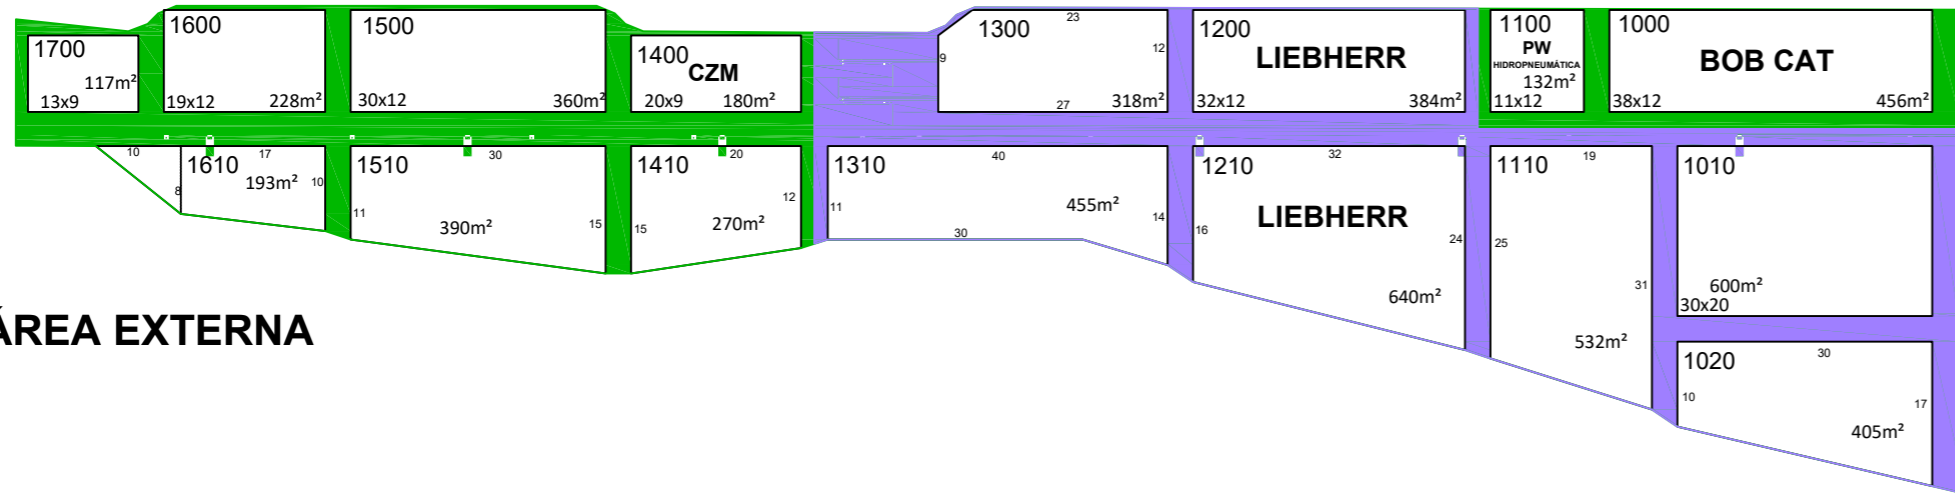 1700
117m²
13x9
1600
19x12 228m²
1500
30x12 360m²
1400
CZM
20x9 180m²
1300
23
12
9
27
318m²
1200
LIEBHERR
32x12 384m²
1100
PW
HIDROPNEUMÁTICA
132m²
11x12
1000
BOB CAT
38x12 456m²
10
8
1610
17
193m²
10
1510
30
11
390m²
15
1410
20
12
15
270m²
1310
40
11
455m²
14
30
1210
32
LIEBHERR
16
24
640m²
1110
19
25
31
532m²
1010
600m²
30x20
1020
30
10
17
405m²
ÁREA EXTERNA